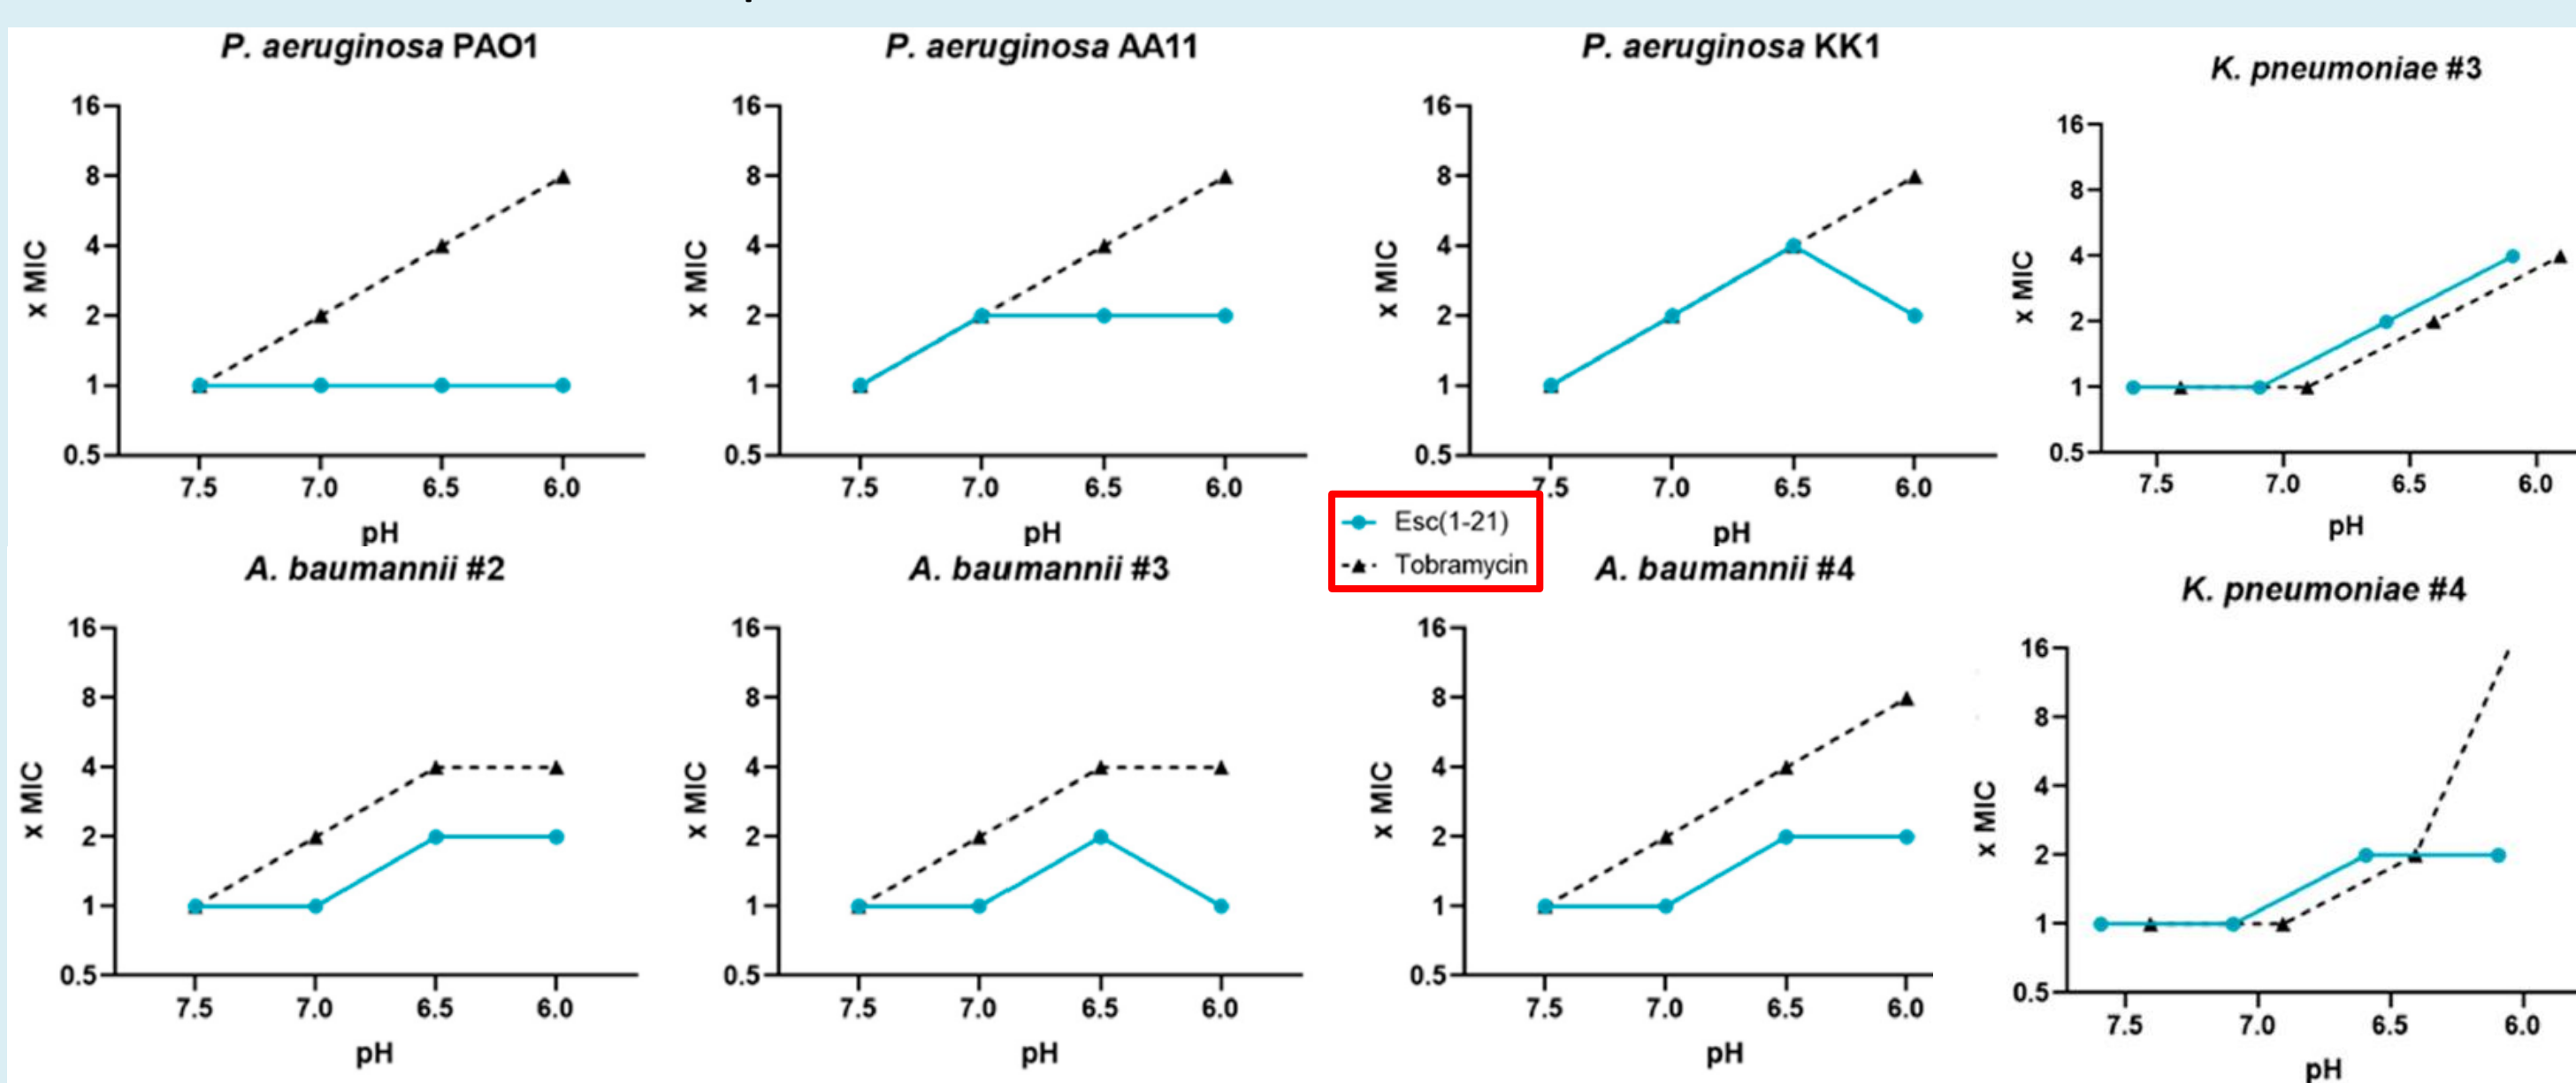 P. aeruginosa PAO1
16
8
4
2
1
0.5
x MIC
7.5 7.0 6.5 6.0
pH
P. aeruginosa AA11
16
8
4
2
1
0.5
x MIC
7.5 7.0 6.5 6.0
pH
P. aeruginosa KK1
16
8
4
2
1
0.5
x MIC
7.5 7.0 6.5 6.0
pH
K. pneumoniae #3
16
8
4
2
1
0.5
x MIC
7.5 7.0 6.5 6.0
pH
Esc(1-21)
Tobramycin
A. baumannii #2
16
8
4
2
1
0.5
x MIC
7.5 7.0 6.5 6.0
pH
A. baumannii #3
16
8
4
2
1
0.5
x MIC
7.5 7.0 6.5 6.0
pH
A. baumannii #4
16
8
4
2
1
0.5
x MIC
7.5 7.0 6.5 6.0
pH
K. pneumoniae #4
16
8
4
2
1
0.5
x MIC
7.5 7.0 6.5 6.0
pH